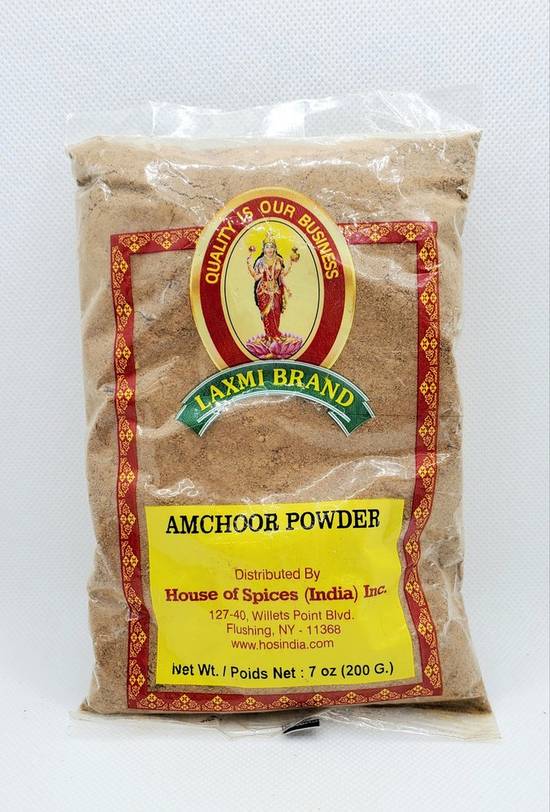 QUALITY IS OUR BUSINESS
LAXMI BRAND
AMCHOOR POWDER
Distributed By
House of Spices (India) Inc.
127-40, Willets Point Blvd.
Flushing, NY - 11368
www.hosindia.com
Net Wt. / Poids Net : 7 oz (200 G.)